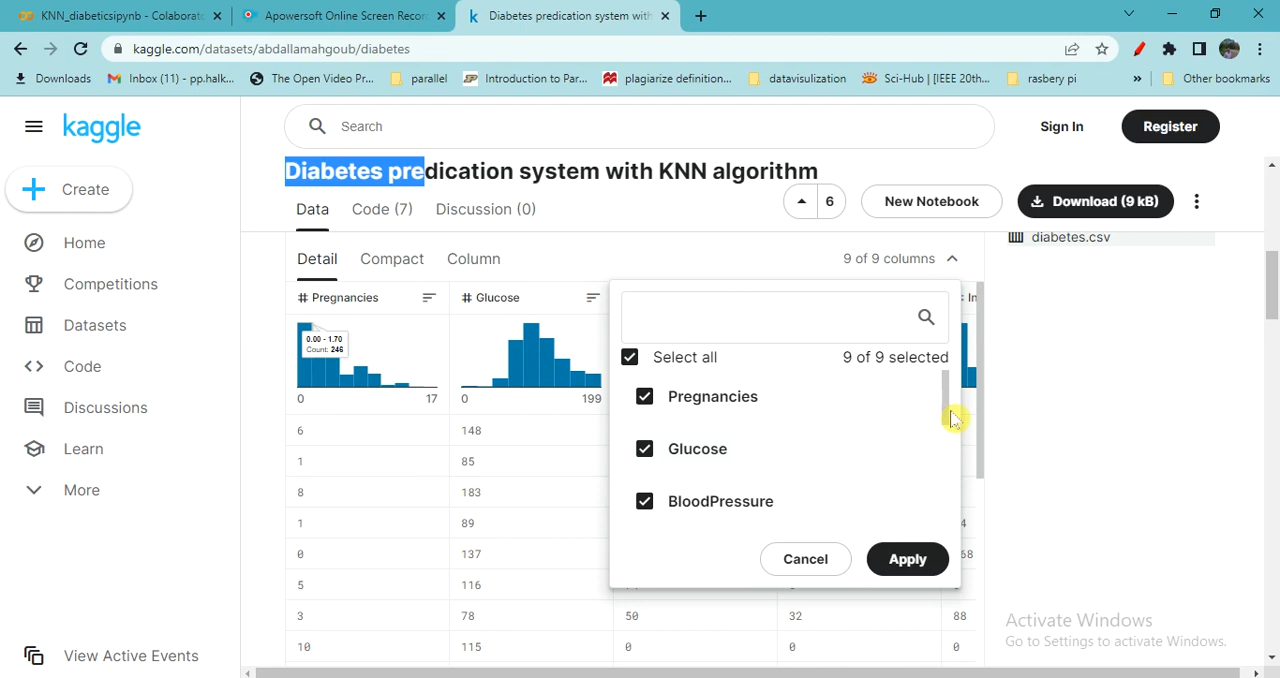 KNN_diabeticsipynb - Colaborato
Apowersoft Online Screen Recor
Diabetes predication system with
kaggle.com/datasets/abdallamahgoub/diabetes
Downloads
Inbox (11) - pp.halk...
The Open Video Pr...
parallel
Introduction to Par...
plagiarize definition...
datavisulization
Sci-Hub | [IEEE 20th...
rasbery pi
»
Other bookmarks
kaggle
Search
Sign In
Register
Create
Diabetes predication system with KNN algorithm
Data
Code (7)
Discussion (0)
6
New Notebook
Download (9 kB)
Home
Competitions
Datasets
Code
Discussions
Learn
More
View Active Events
diabetes.csv
Detail
Compact
Column
9 of 9 columns
# Pregnancies
# Glucose
0.00 - 1.70
Count: 246
0 17
0 199
6 148
1 85
8 183
1 89
0 137
5 116
3 78 50 32 88
10 115 0 0 0
Select all
9 of 9 selected
Pregnancies
Glucose
BloodPressure
Cancel
Apply
Activate Windows
Go to Settings to activate Windows.